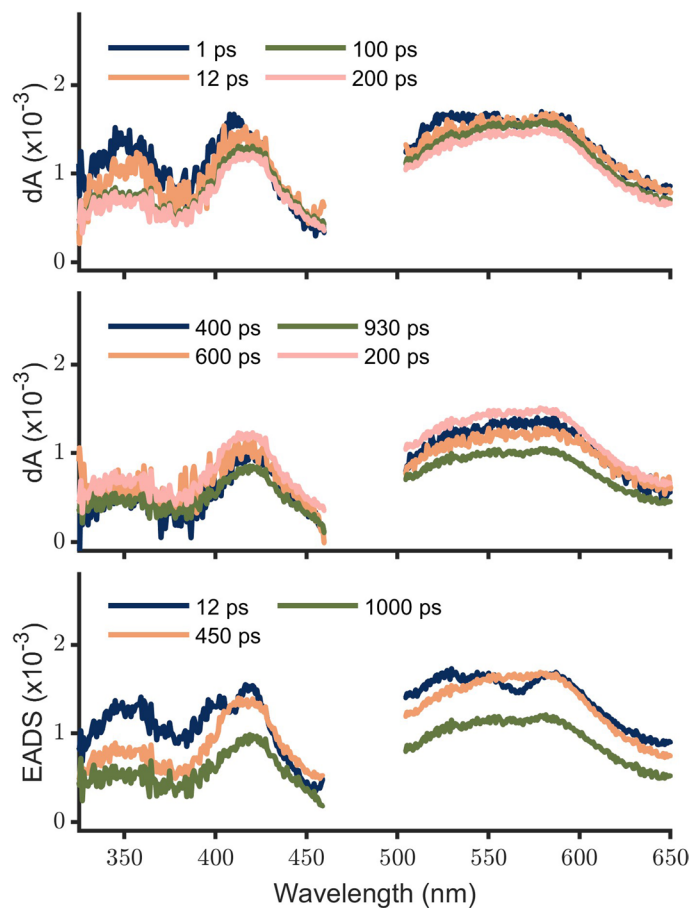 1 ps 100 ps
12 ps 200 ps
2
1
0
dA (x10-3)
400 ps 930 ps
600 ps 200 ps
2
1
0
dA (x10-3)
12 ps 1000 ps
450 ps
2
1
0
EADS (x10-3)
350 400 450 500 550 600 650
Wavelength (nm)